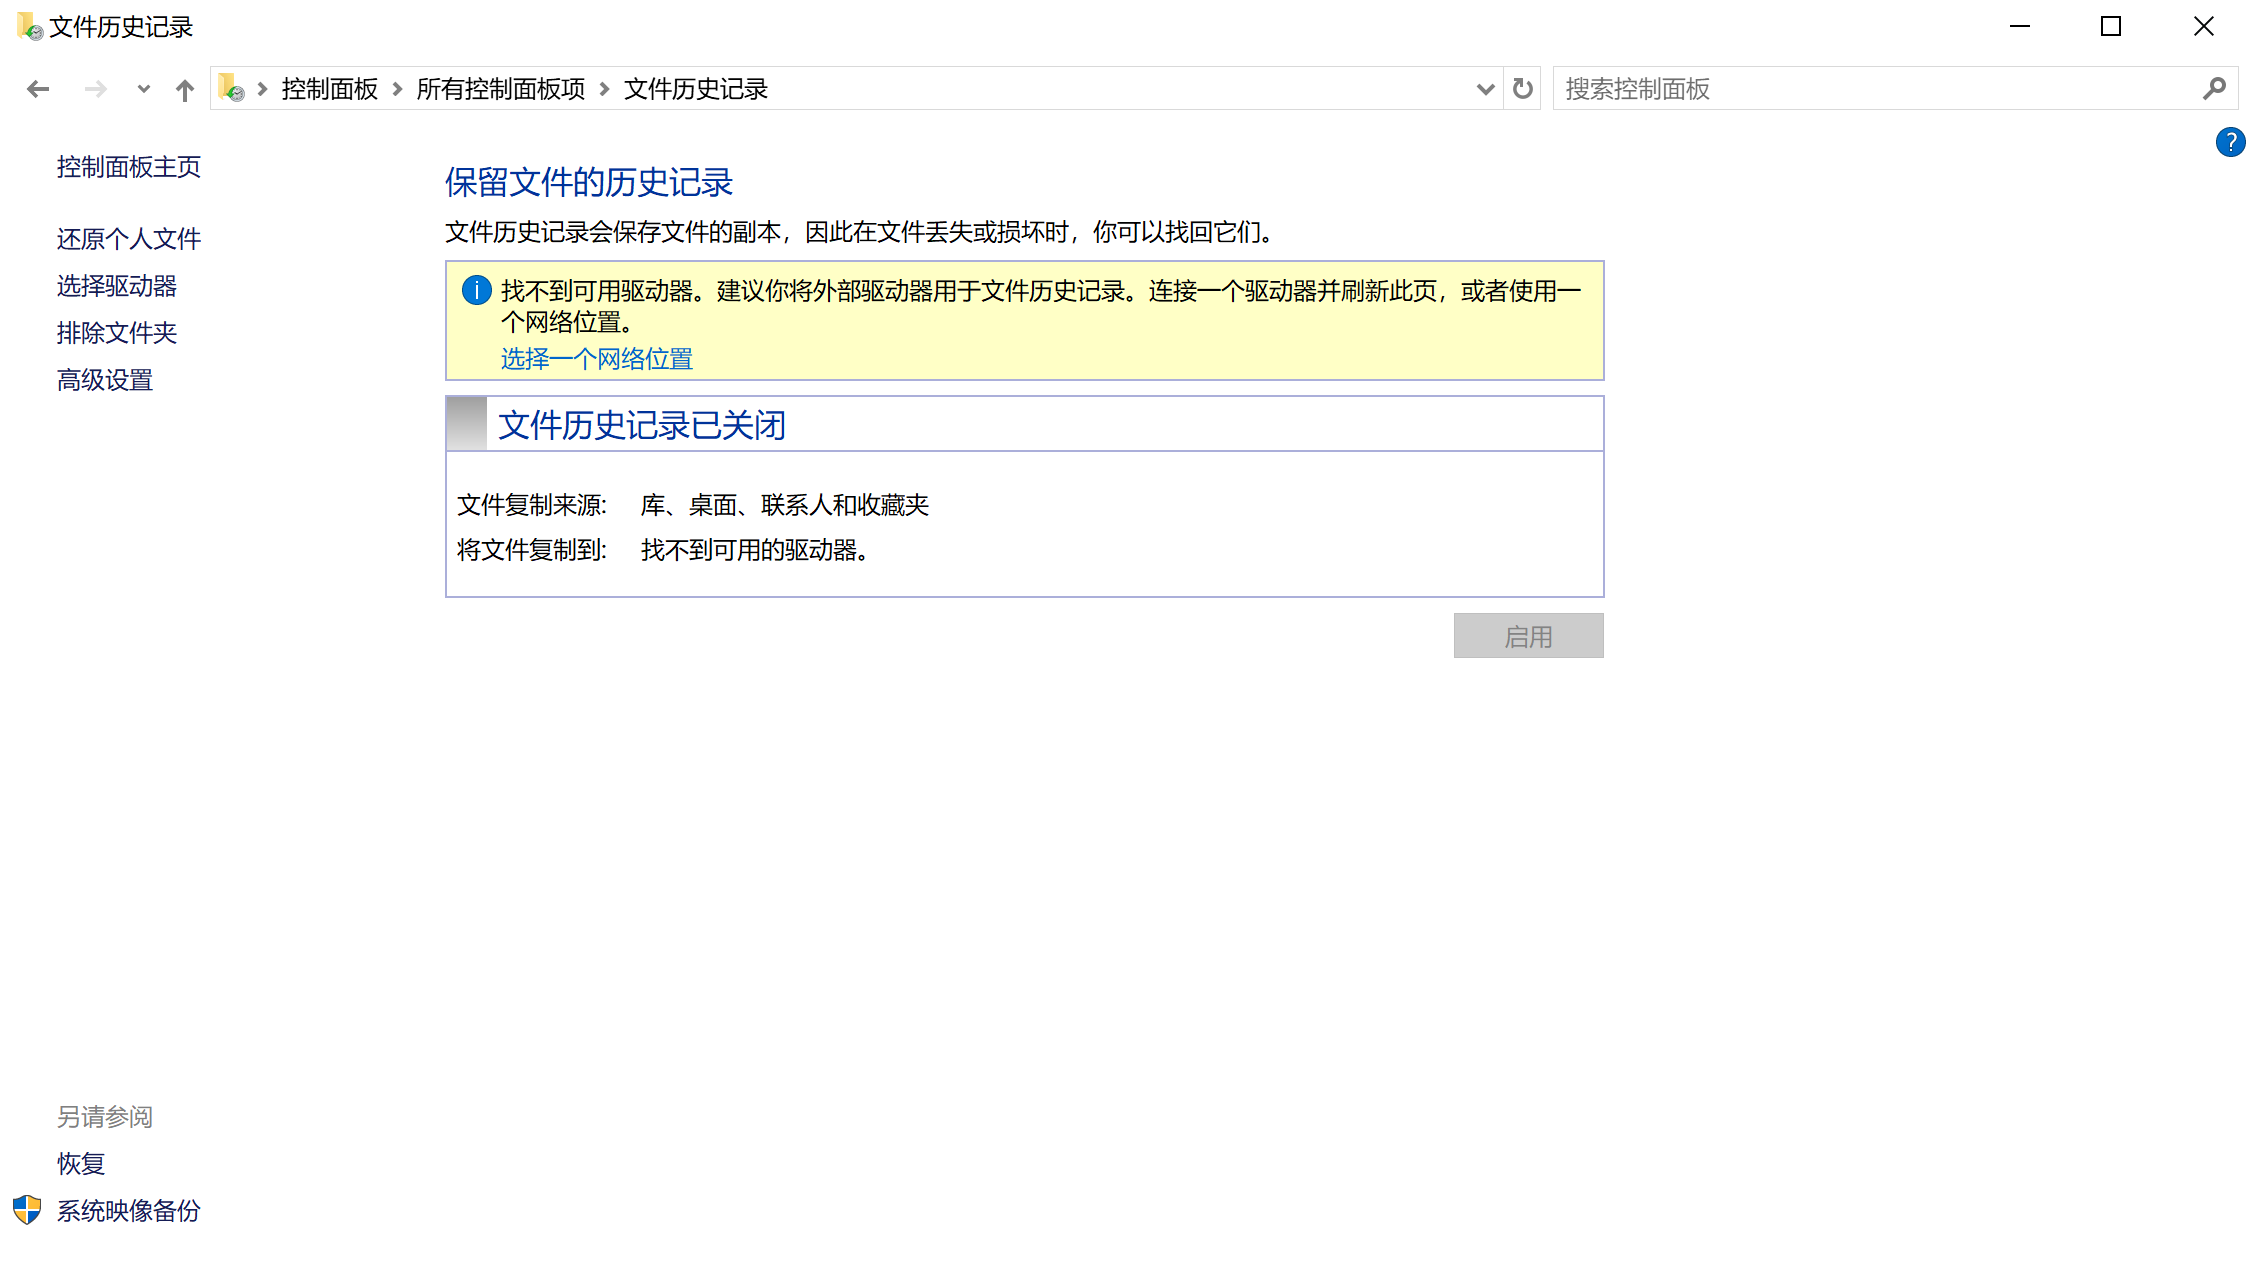 文件历史记录
控制面板 所有控制面板项 文件历史记录
搜索控制面板
控制面板主页
还原个人文件
选择驱动器
排除文件夹
高级设置
保留文件的历史记录
文件历史记录会保存文件的副本，因此在文件丢失或损坏时，你可以找回它们。
找不到可用驱动器。建议你将外部驱动器用于文件历史记录。连接一个驱动器并刷新此页，或者使用一
个网络位置。
选择一个网络位置
文件历史记录已关闭
文件复制来源: 库、桌面、联系人和收藏夹
将文件复制到: 找不到可用的驱动器。
启用
另请参阅
恢复
系统映像备份